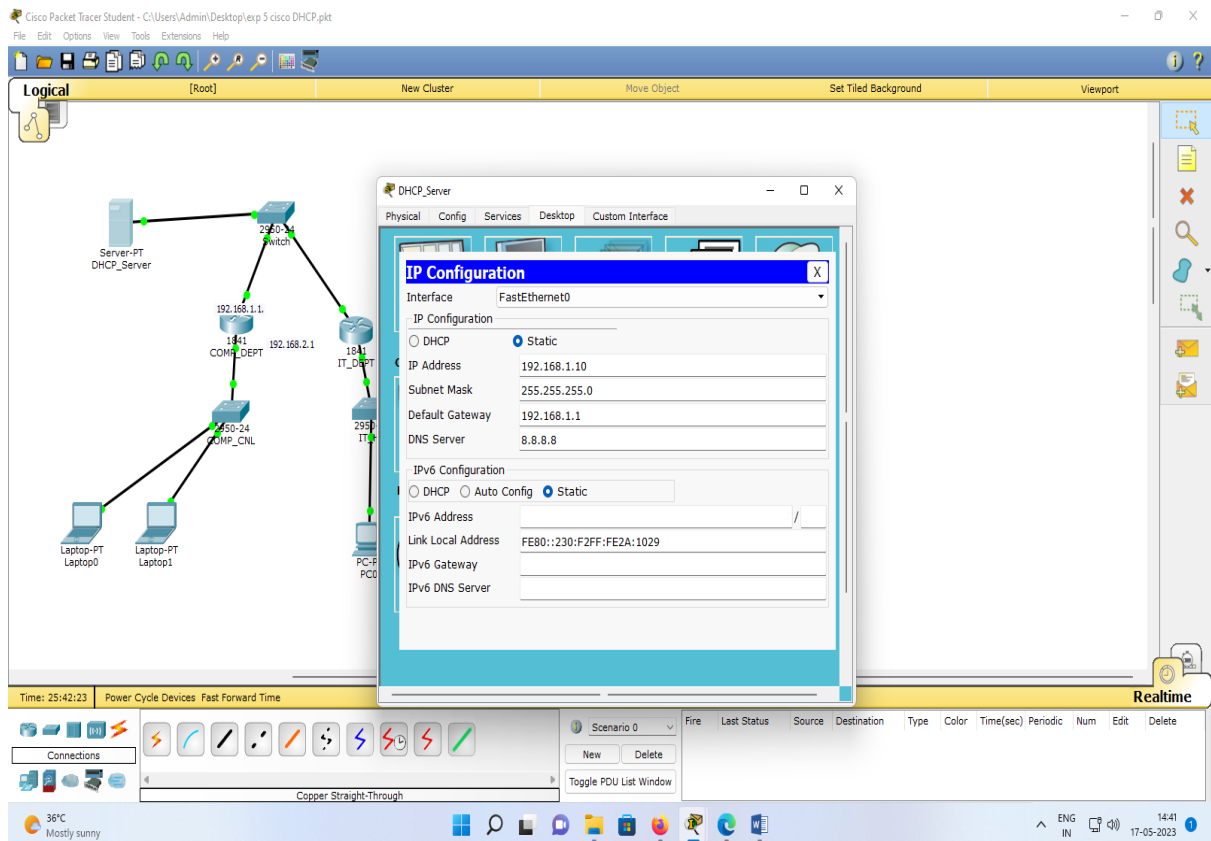 Cisco Packet Tracer Student - C:\Users\Admin\Desktop\exp 5 cisco DHCP.pkt
File Edit Options View Tools Extensions Help
Logical [Root] New Cluster Move Object Set Tiled Background Viewport
Server-PT
DHCP_Server
2950-24
Switch
192.168.1.1.
1841
COMP_DEPT
192.168.2.1
1841
IT_DEPT
2950-24
COMP_CNL
2950
IT
Laptop-PT
Laptop0
Laptop-PT
Laptop1
PC-P
PC0
DHCP_Server
Physical Config Services Desktop Custom Interface
IP Configuration X
Interface FastEthernet0
IP Configuration
DHCP Static
IP Address 192.168.1.10
Subnet Mask 255.255.255.0
Default Gateway 192.168.1.1
DNS Server 8.8.8.8
IPv6 Configuration
DHCP Auto Config Static
IPv6 Address /
Link Local Address FE80::230:F2FF:FE2A:1029
IPv6 Gateway
IPv6 DNS Server
Time: 25:42:23 Power Cycle Devices Fast Forward Time Realtime
Connections
Copper Straight-Through
Scenario 0
New Delete
Toggle PDU List Window
Fire Last Status Source Destination Type Color Time(sec) Periodic Num Edit Delete
36°C
Mostly sunny
ENG
IN
14:41
17-05-2023
1